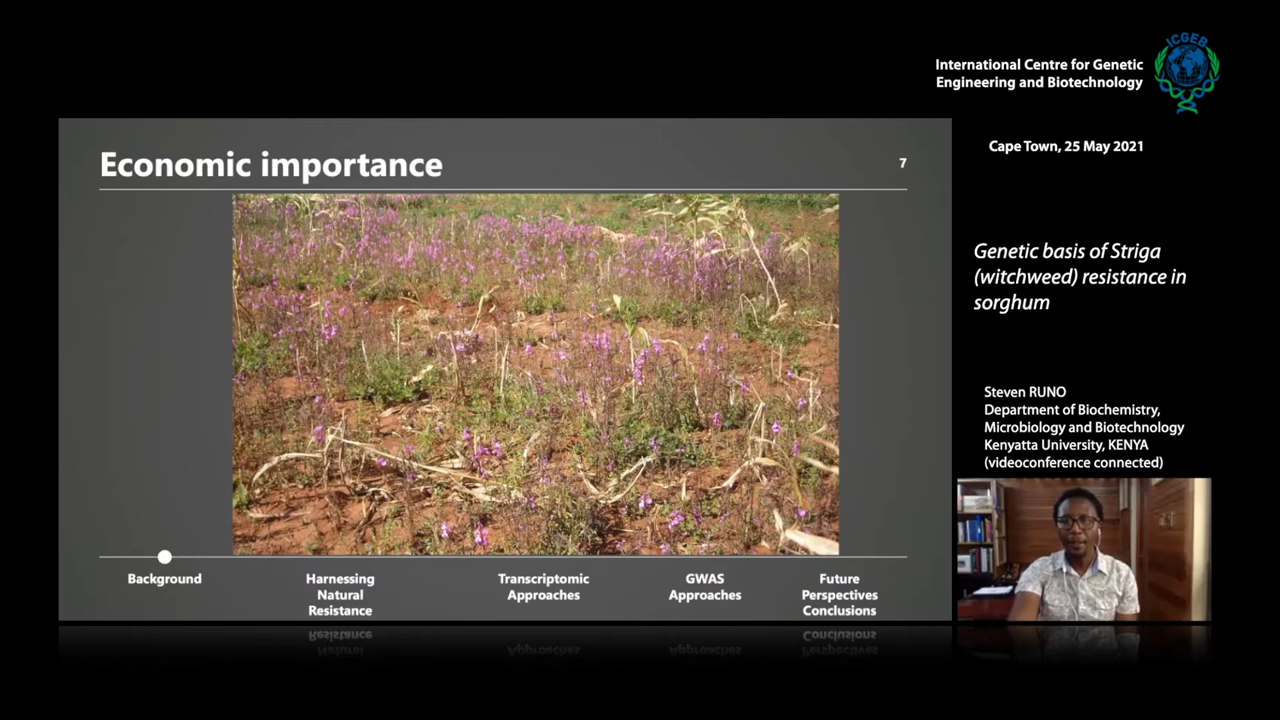 ICGEB
International Centre for Genetic
Engineering and Biotechnology
Cape Town, 25 May 2021
Economic importance
7
Genetic basis of Striga
(witchweed) resistance in
sorghum
Steven RUNO
Department of Biochemistry,
Microbiology and Biotechnology
Kenyatta University, KENYA
(videoconference connected)
Background
Harnessing
Natural
Resistance
Transcriptomic
Approaches
GWAS
Approaches
Future
Perspectives
Conclusions